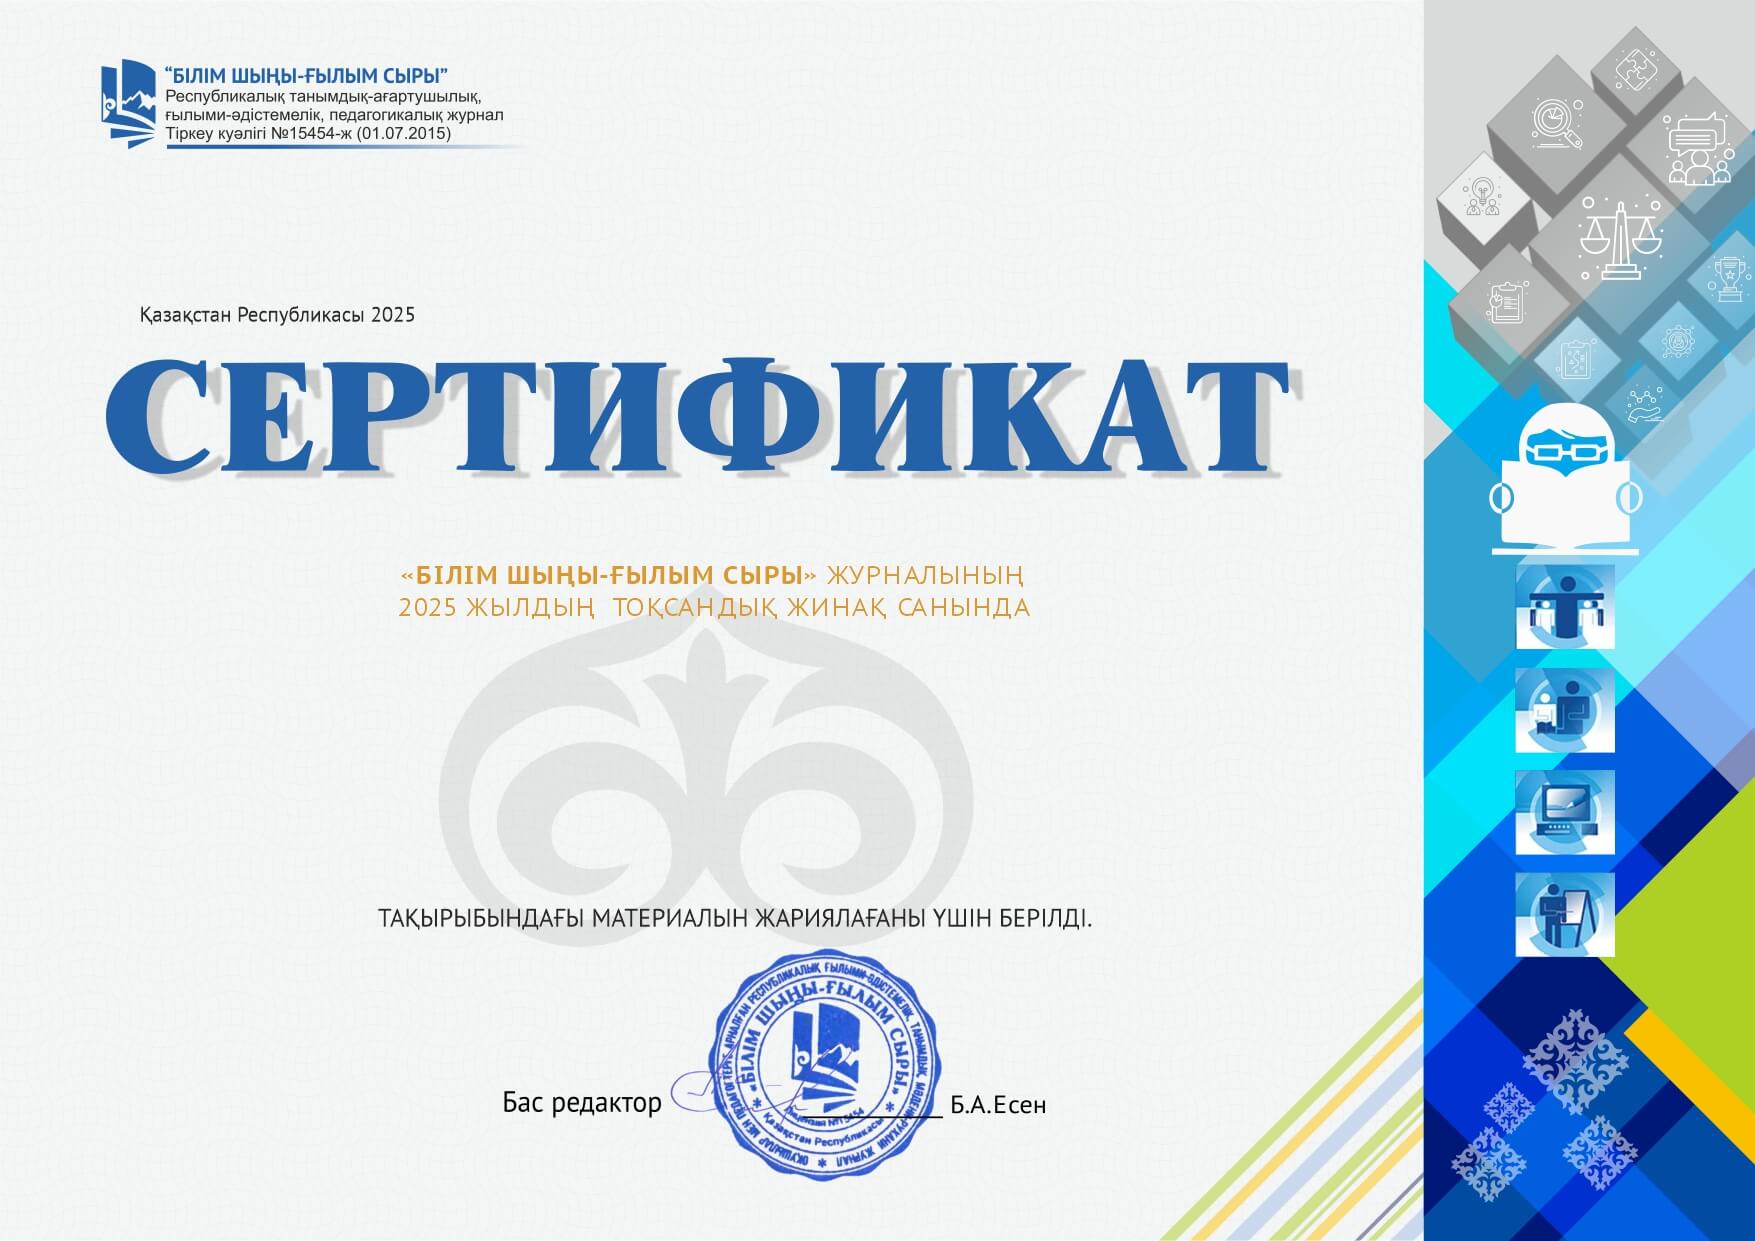 “БІЛІМ ШЫҢЫ-ҒЫЛЫМ СЫРЫ”
Республикалық танымдық-ағартушылық,
ғылыми-әдістемелік, педагогикалық журнал
Тіркеу куәлігі №15454-ж (01.07.2015)
Қазақстан Республикасы 2025
СЕРТИФИКАТ
«БІЛІМ ШЫҢЫ-ҒЫЛЫМ СЫРЫ» ЖУРНАЛЫНЫҢ
2025 ЖЫЛДЫҢ ТОҚСАНДЫҚ ЖИНАҚ САНЫНДА
ТАҚЫРЫБЫНДАҒЫ МАТЕРИАЛЫН ЖАРИЯЛАҒАНЫ ҮШІН БЕРІЛДІ.
Бас редактор
Б.А.Есен
«БІЛІМ ШЫҢЫ-ҒЫЛЫМ СЫРЫ»
Қазақстан Республикасы